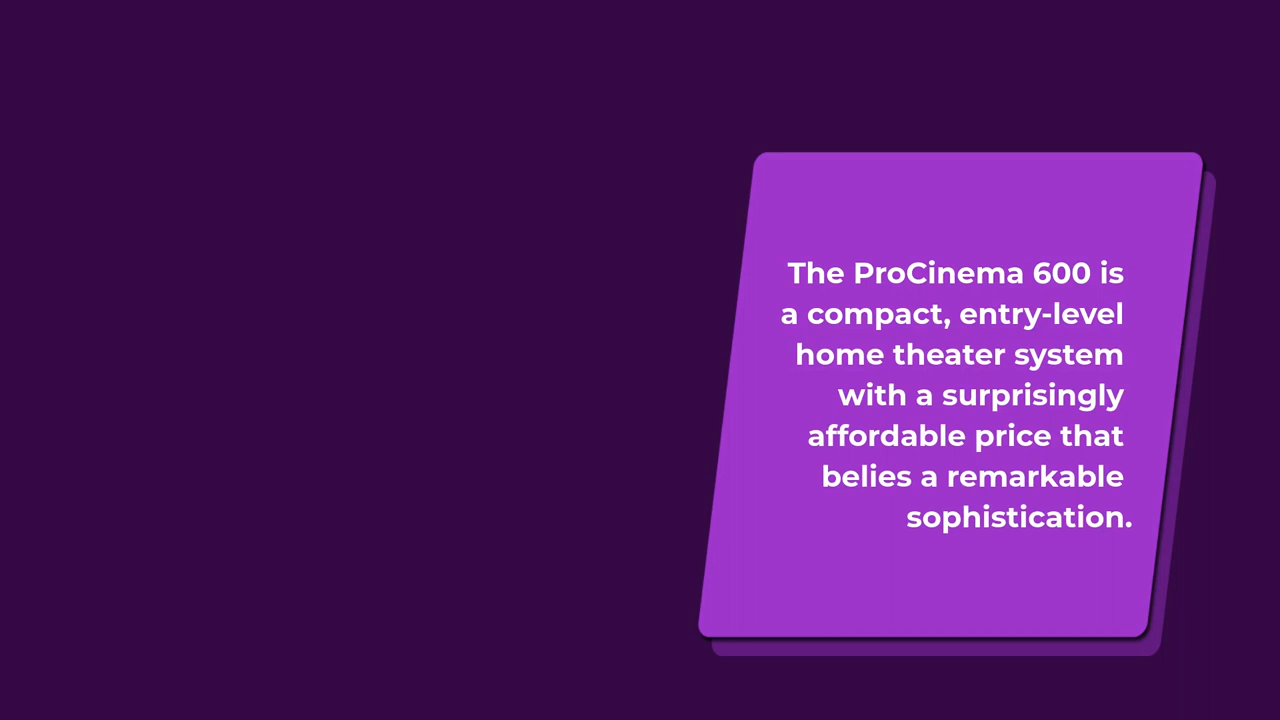 The ProCinema 600 is
a compact, entry-level
home theater system
with a surprisingly
affordable price that
belies a remarkable
sophistication.